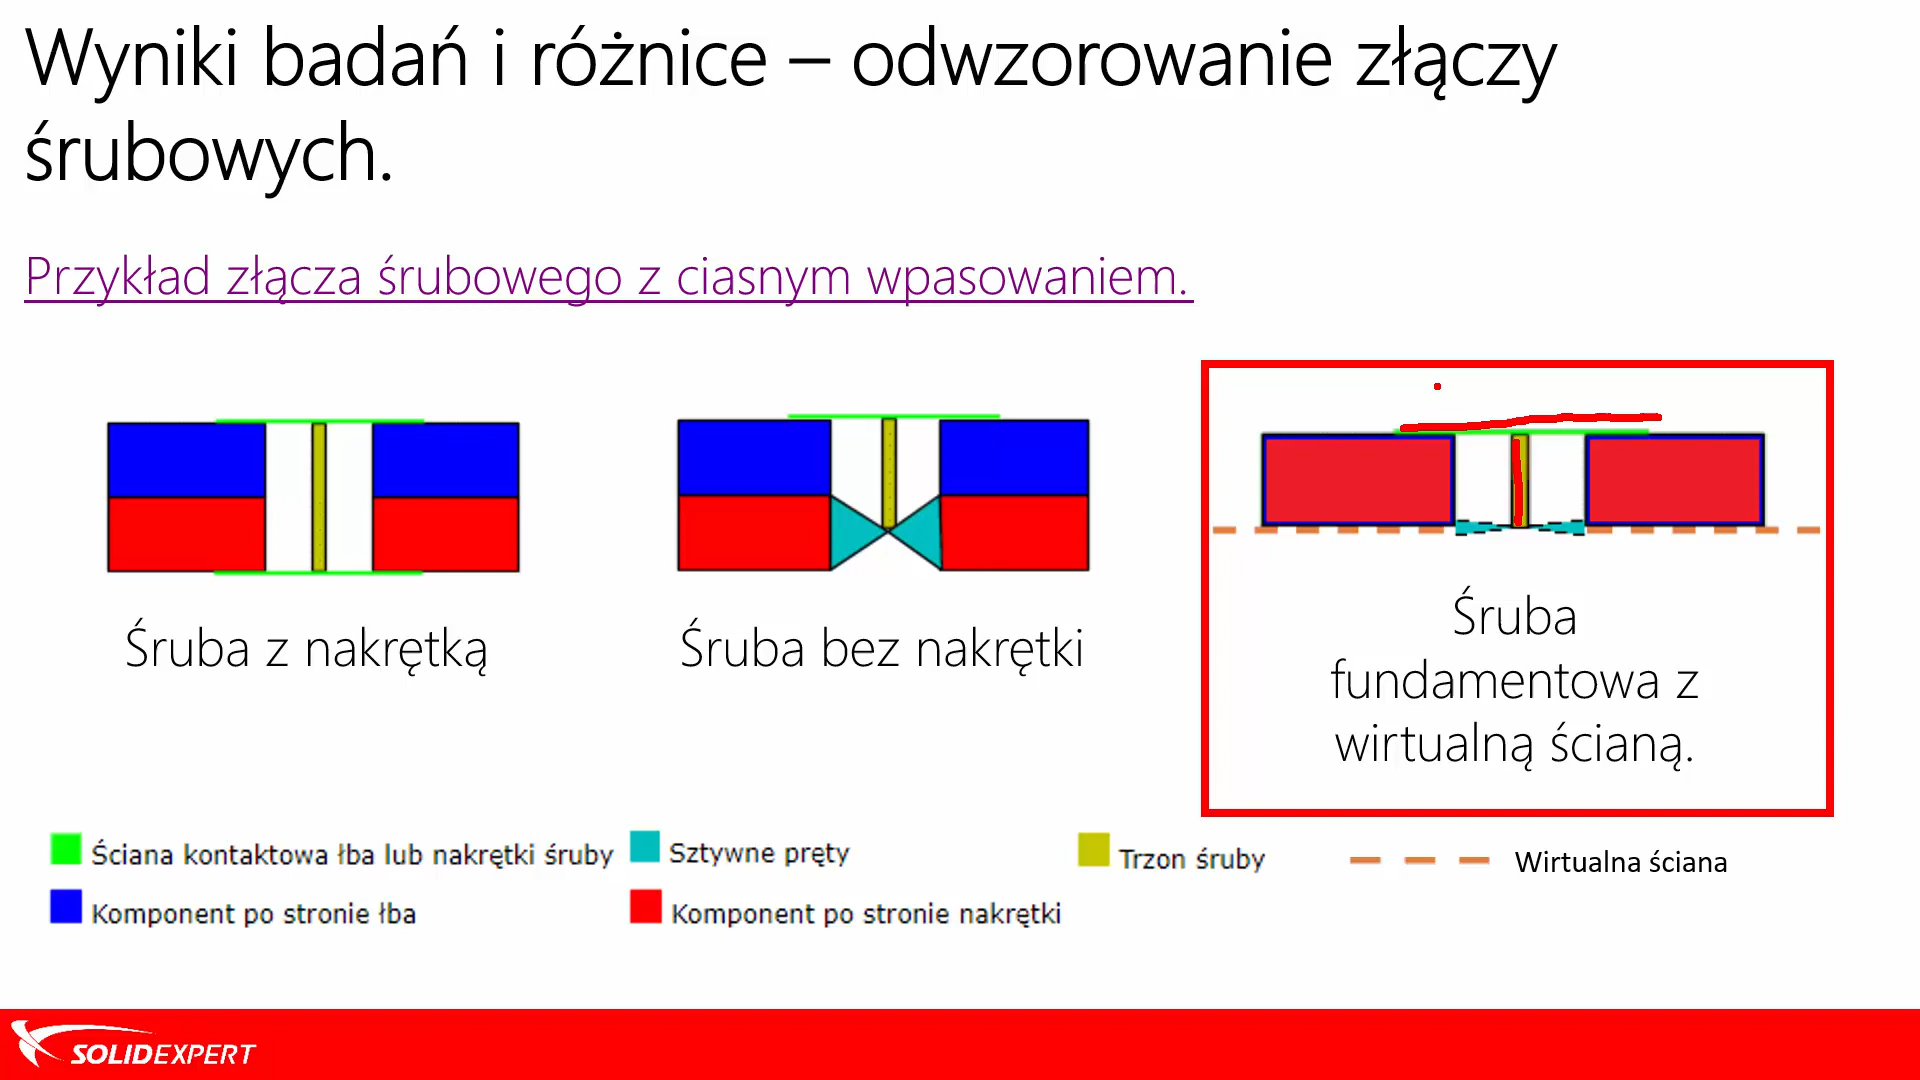 Wyniki badań i różnice – odwzorowanie złączy
śrubowych.
Przykład złącza śrubowego z ciasnym wpasowaniem.
Śruba z nakrętką
Śruba bez nakrętki
Śruba
fundamentowa z
wirtualną ścianą.
Ściana kontaktowa łba lub nakrętki śruby
Sztywne pręty
Trzon śruby
Wirtualna ściana
Komponent po stronie łba
Komponent po stronie nakrętki
SOLIDEXPERT